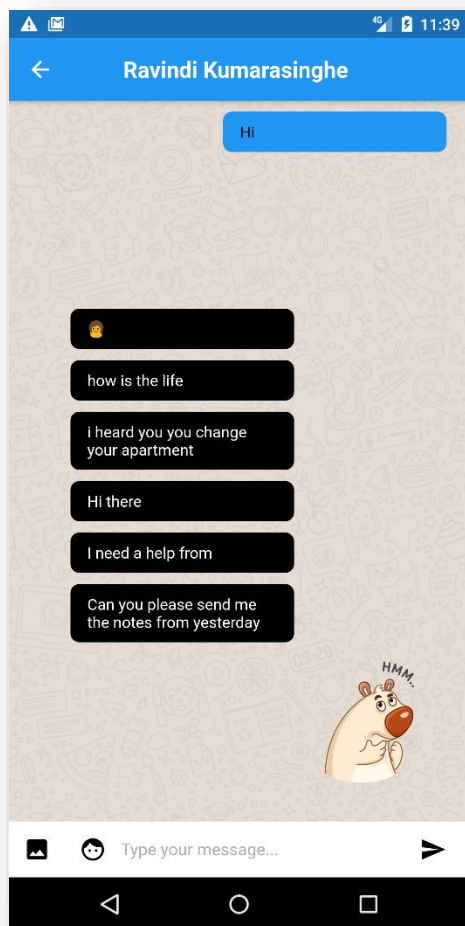 4G 11:39
Ravindi Kumarasinghe
Hi
how is the life
i heard you you change
your apartment
Hi there
I need a help from
Can you please send me
the notes from yesterday
HMM..
Type your message...